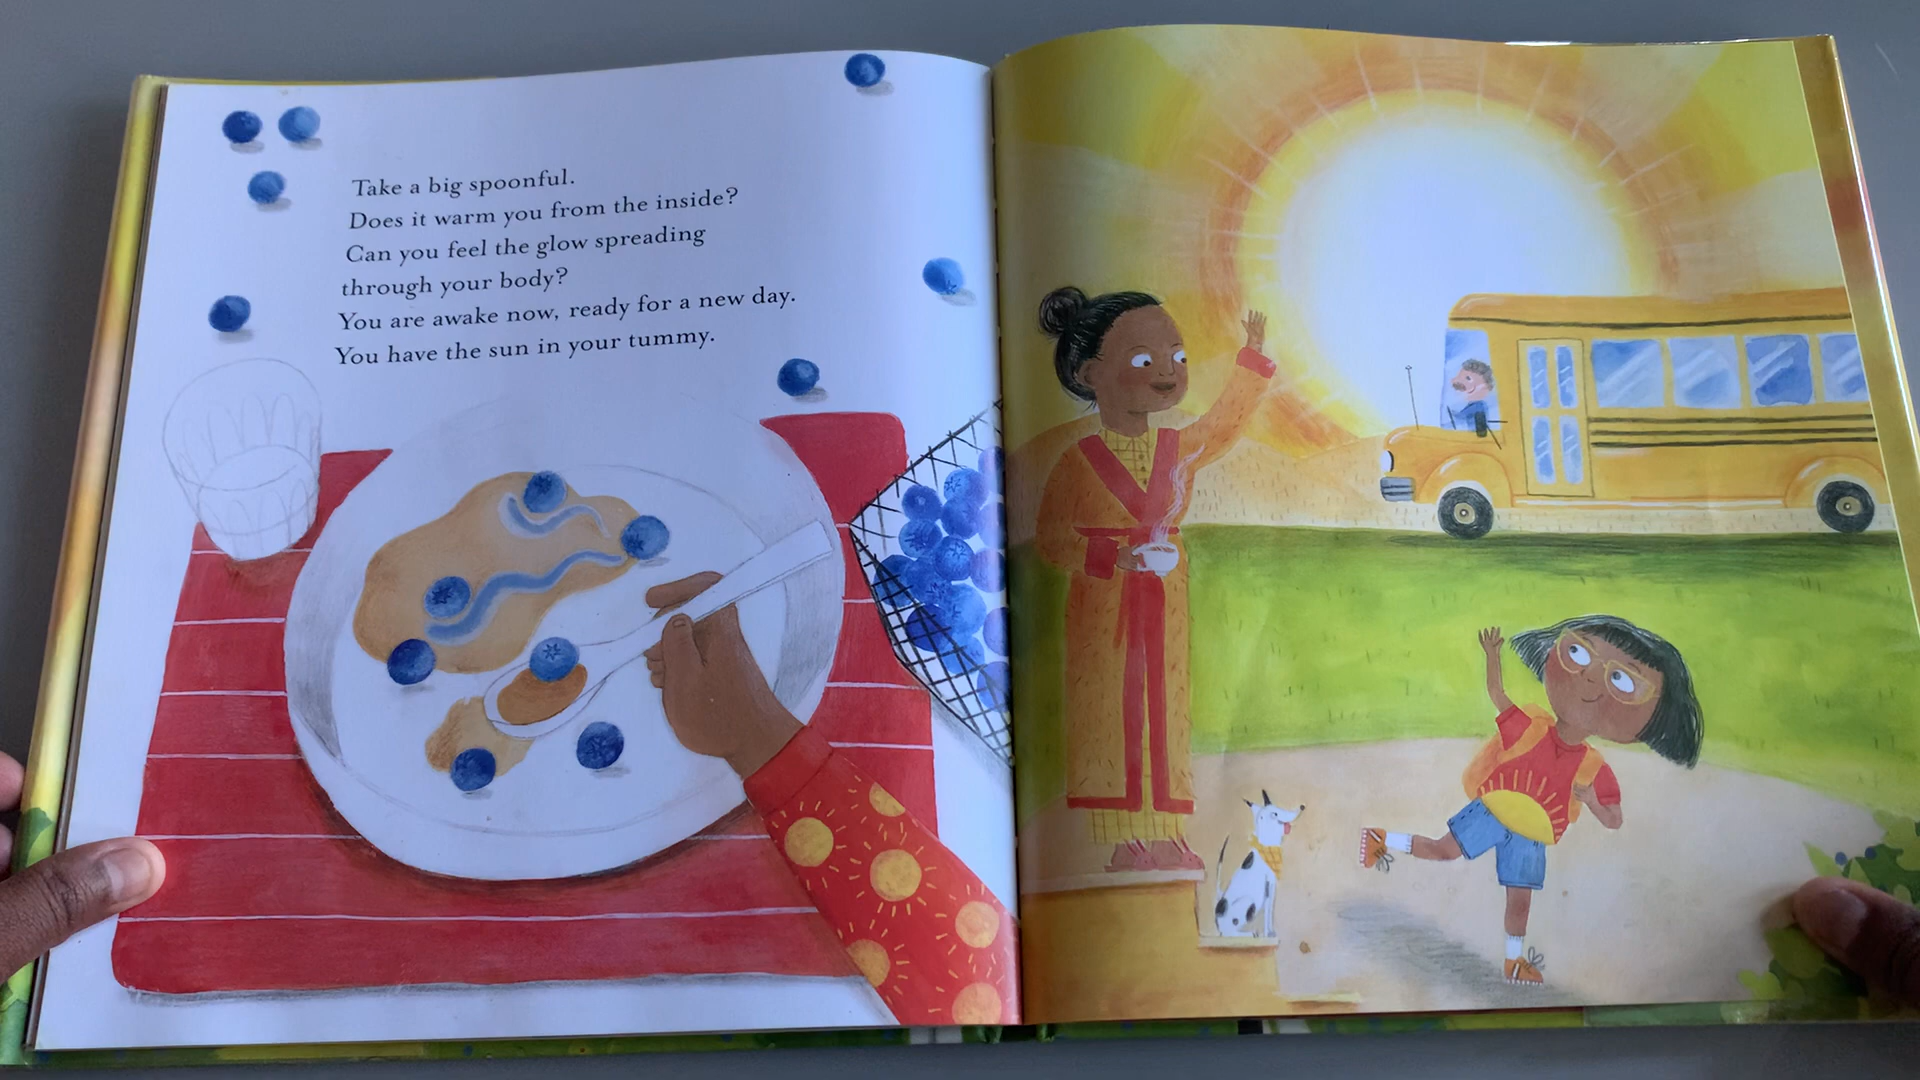 Take a big spoonful.
Does it warm you from the inside?
Can you feel the glow spreading
through your body?
You are awake now, ready for a new day.
You have the sun in your tummy.